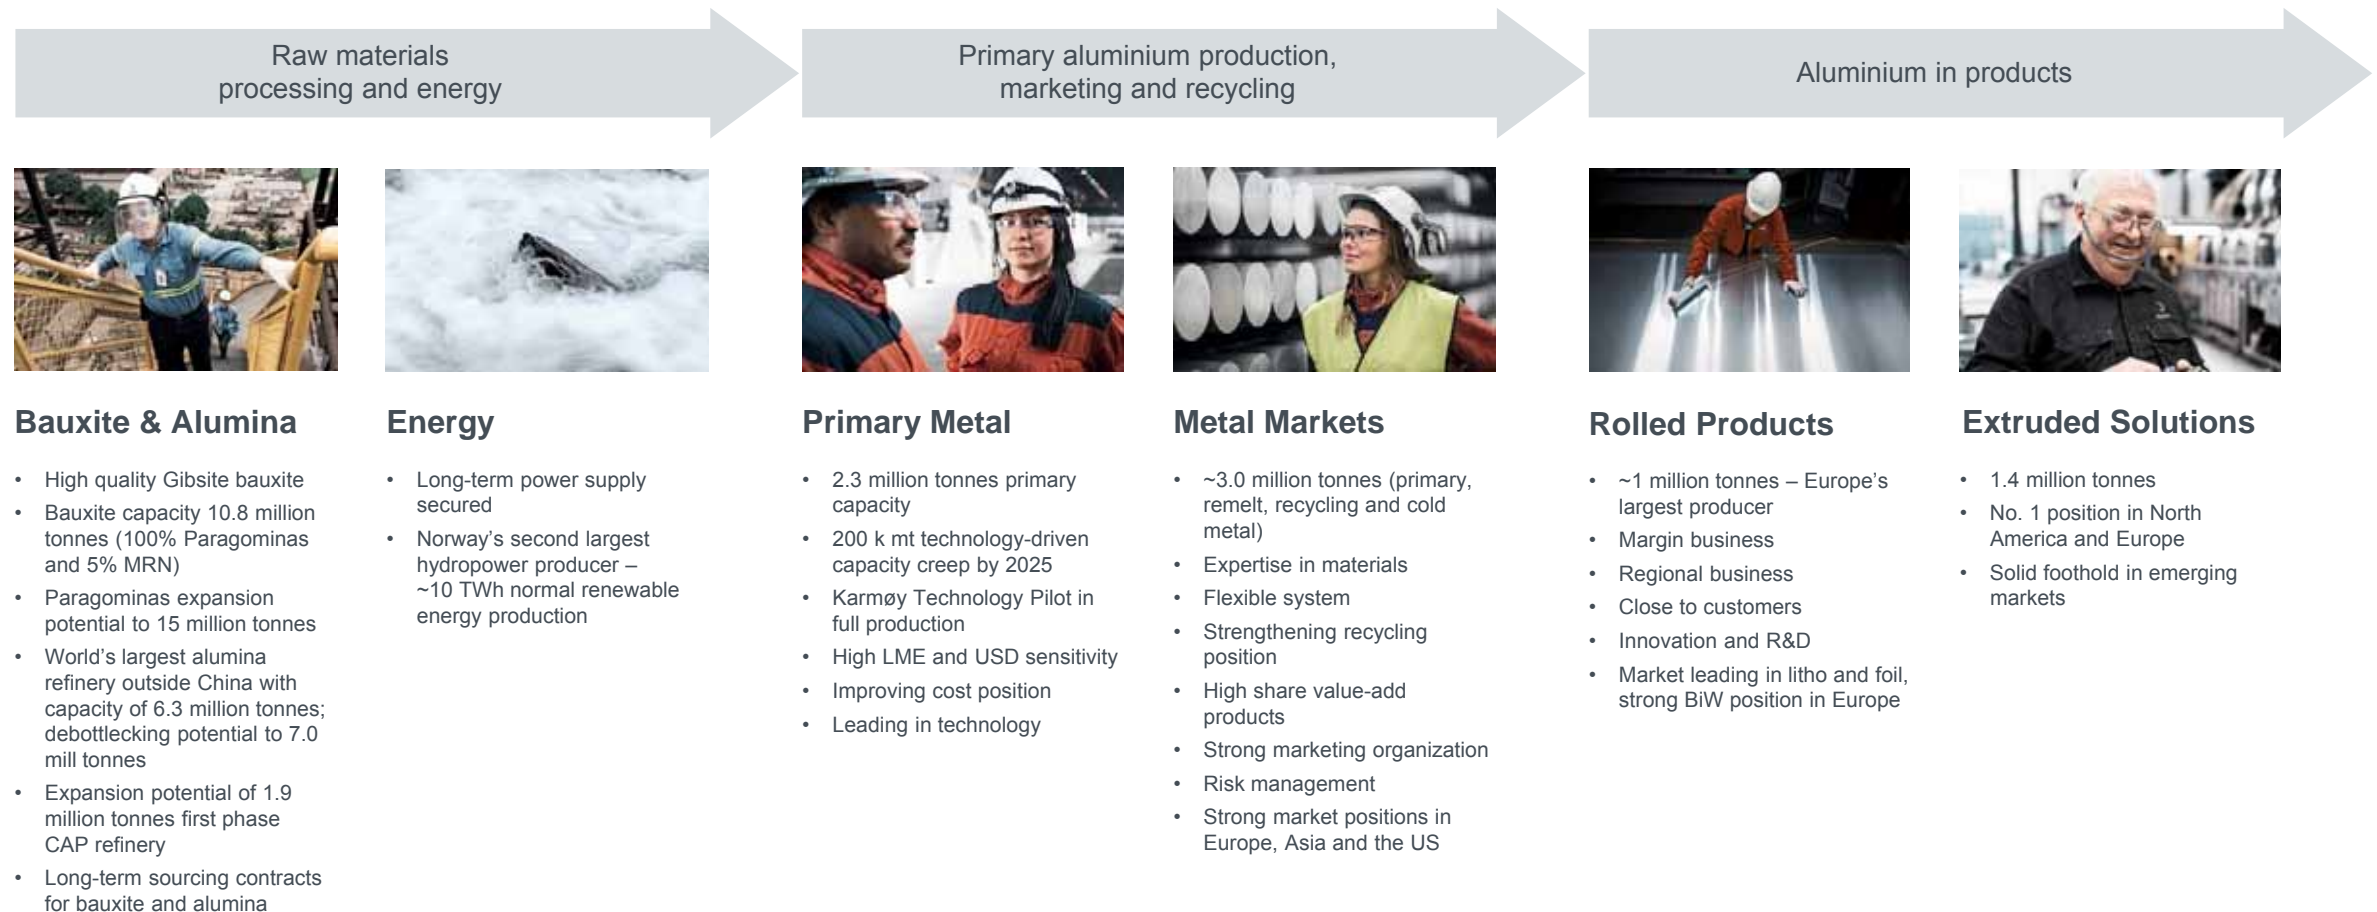 Raw materials
processing and energy
Primary aluminium production,
marketing and recycling
Aluminium in products
Bauxite & Alumina
• High quality Gibsite bauxite
• Bauxite capacity 10.8 million
tonnes (100% Paragominas
and 5% MRN)
• Paragominas expansion
potential to 15 million tonnes
• World’s largest alumina
refinery outside China with
capacity of 6.3 million tonnes;
debottlecking potential to 7.0
mill tonnes
• Expansion potential of 1.9
million tonnes first phase
CAP refinery
• Long-term sourcing contracts
for bauxite and alumina
Energy
• Long-term power supply
secured
• Norway’s second largest
hydropower producer –
~10 TWh normal renewable
energy production
Primary Metal
• 2.3 million tonnes primary
capacity
• 200 k mt technology-driven
capacity creep by 2025
• Karmøy Technology Pilot in
full production
• High LME and USD sensitivity
• Improving cost position
• Leading in technology
Metal Markets
• ~3.0 million tonnes (primary,
remelt, recycling and cold
metal)
• Expertise in materials
• Flexible system
• Strengthening recycling
position
• High share value-add
products
• Strong marketing organization
• Risk management
• Strong market positions in
Europe, Asia and the US
Rolled Products
• ~1 million tonnes – Europe’s
largest producer
• Margin business
• Regional business
• Close to customers
• Innovation and R&D
• Market leading in litho and foil,
strong BiW position in Europe
Extruded Solutions
• 1.4 million tonnes
• No. 1 position in North
America and Europe
• Solid foothold in emerging
markets